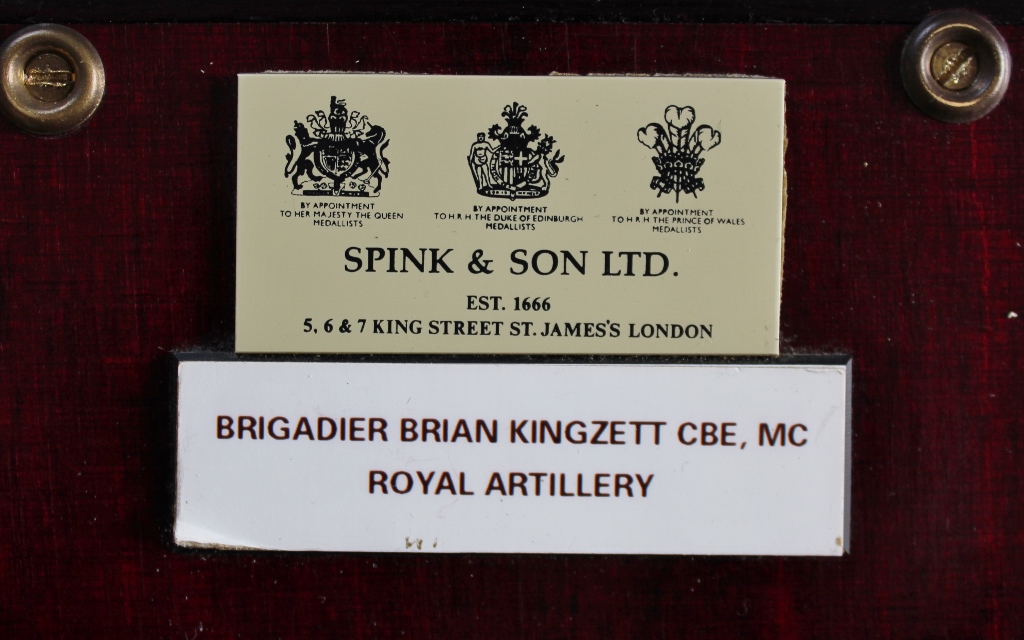 BY APPOINTMENT
TO HER MAJESTY THE QUEEN
MEDALLISTS
BY APPOINTMENT
TO H R H THE DUKE OF EDINBURGH
MEDALLISTS
BY APPOINTMENT
TO H R H THE PRINCE OF WALES
MEDALLISTS
SPINK & SON LTD.
EST. 1666
5, 6 & 7 KING STREET ST. JAMES'S LONDON
BRIGADIER BRIAN KINGZETT CBE, MC
ROYAL ARTILLERY